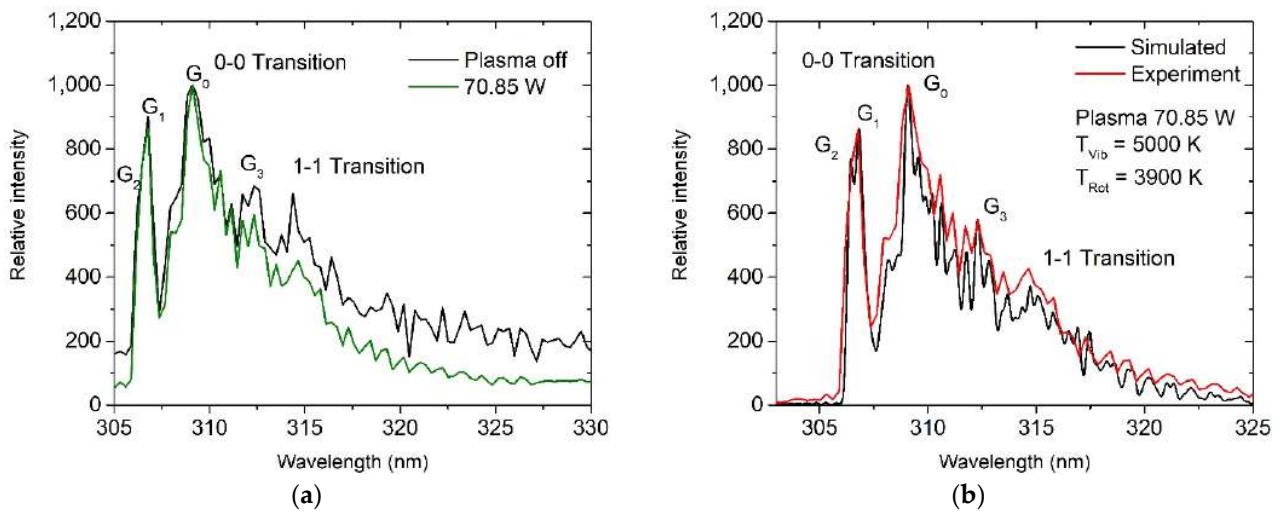 1,200
1,000
800
600
400
200
0
305
310
315
320
325
330
Relative intensity
Wavelength (nm)
0-0 Transition
G₀
G₁
G₂
G₃
1-1 Transition
Plasma off
70.85 W
(a)
1,200
1,000
800
600
400
200
0
305
310
315
320
325
Relative intensity
Wavelength (nm)
0-0 Transition
G₀
G₁
G₂
G₃
1-1 Transition
Simulated
Experiment
Plasma 70.85 W
T_Vib = 5000 K
T_Rot = 3900 K
(b)